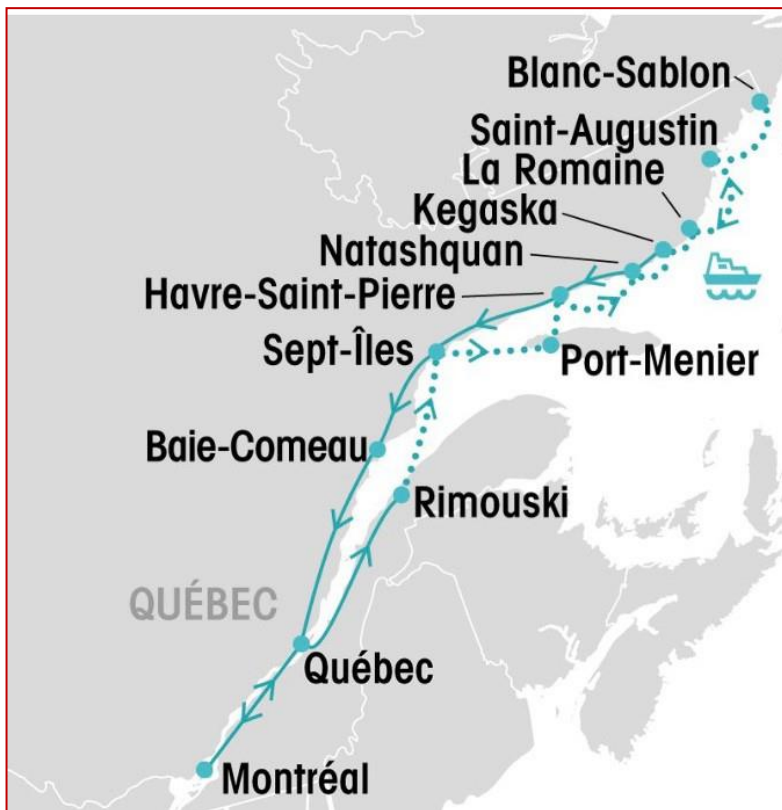 Blanc-Sablon
Saint-Augustin
La Romaine
Kegaska
Natashquan
Havre-Saint-Pierre
Sept-Îles
Port-Menier
Baie-Comeau
Rimouski
QUÉBEC
Québec
Montréal